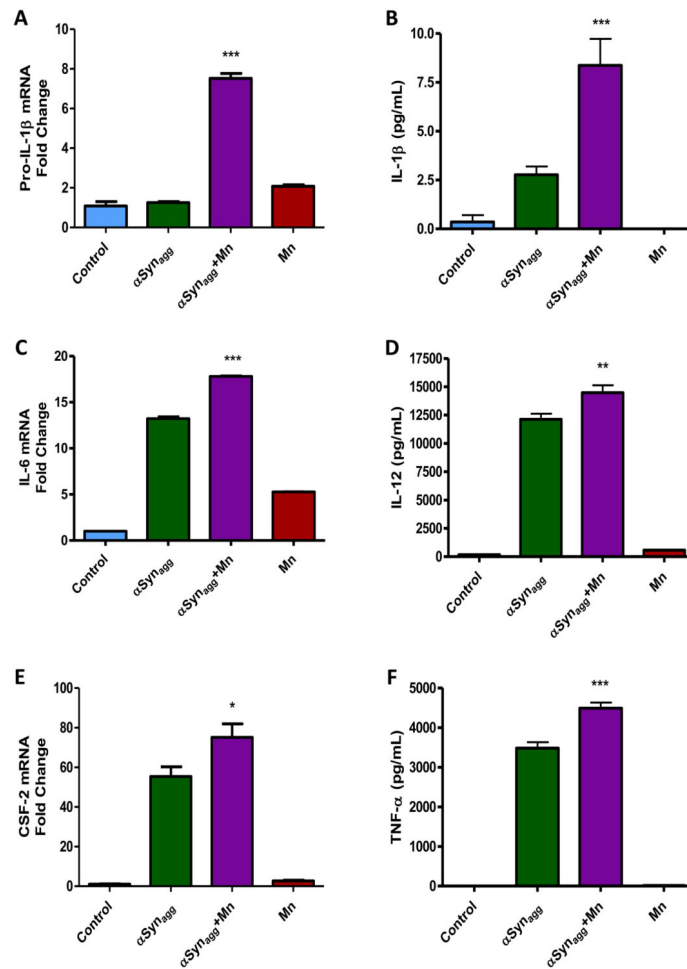 A
Pro-IL-1β mRNA
Fold Change
10
8
6
4
2
0
***
Control
αSynagg
αSynagg+Mn
Mn
B
IL-1β (pg/mL)
10.0
7.5
5.0
2.5
0.0
***
Control
αSynagg
αSynagg+Mn
Mn
C
IL-6 mRNA
Fold Change
20
15
10
5
0
***
Control
αSynagg
αSynagg+Mn
Mn
D
IL-12 (pg/mL)
17500
15000
12500
10000
7500
5000
2500
0
**
Control
αSynagg
αSynagg+Mn
Mn
E
CSF-2 mRNA
Fold Change
100
80
60
40
20
0
*
Control
αSynagg
αSynagg+Mn
Mn
F
TNF-α (pg/mL)
5000
4000
3000
2000
1000
0
***
Control
αSynagg
αSynagg+Mn
Mn